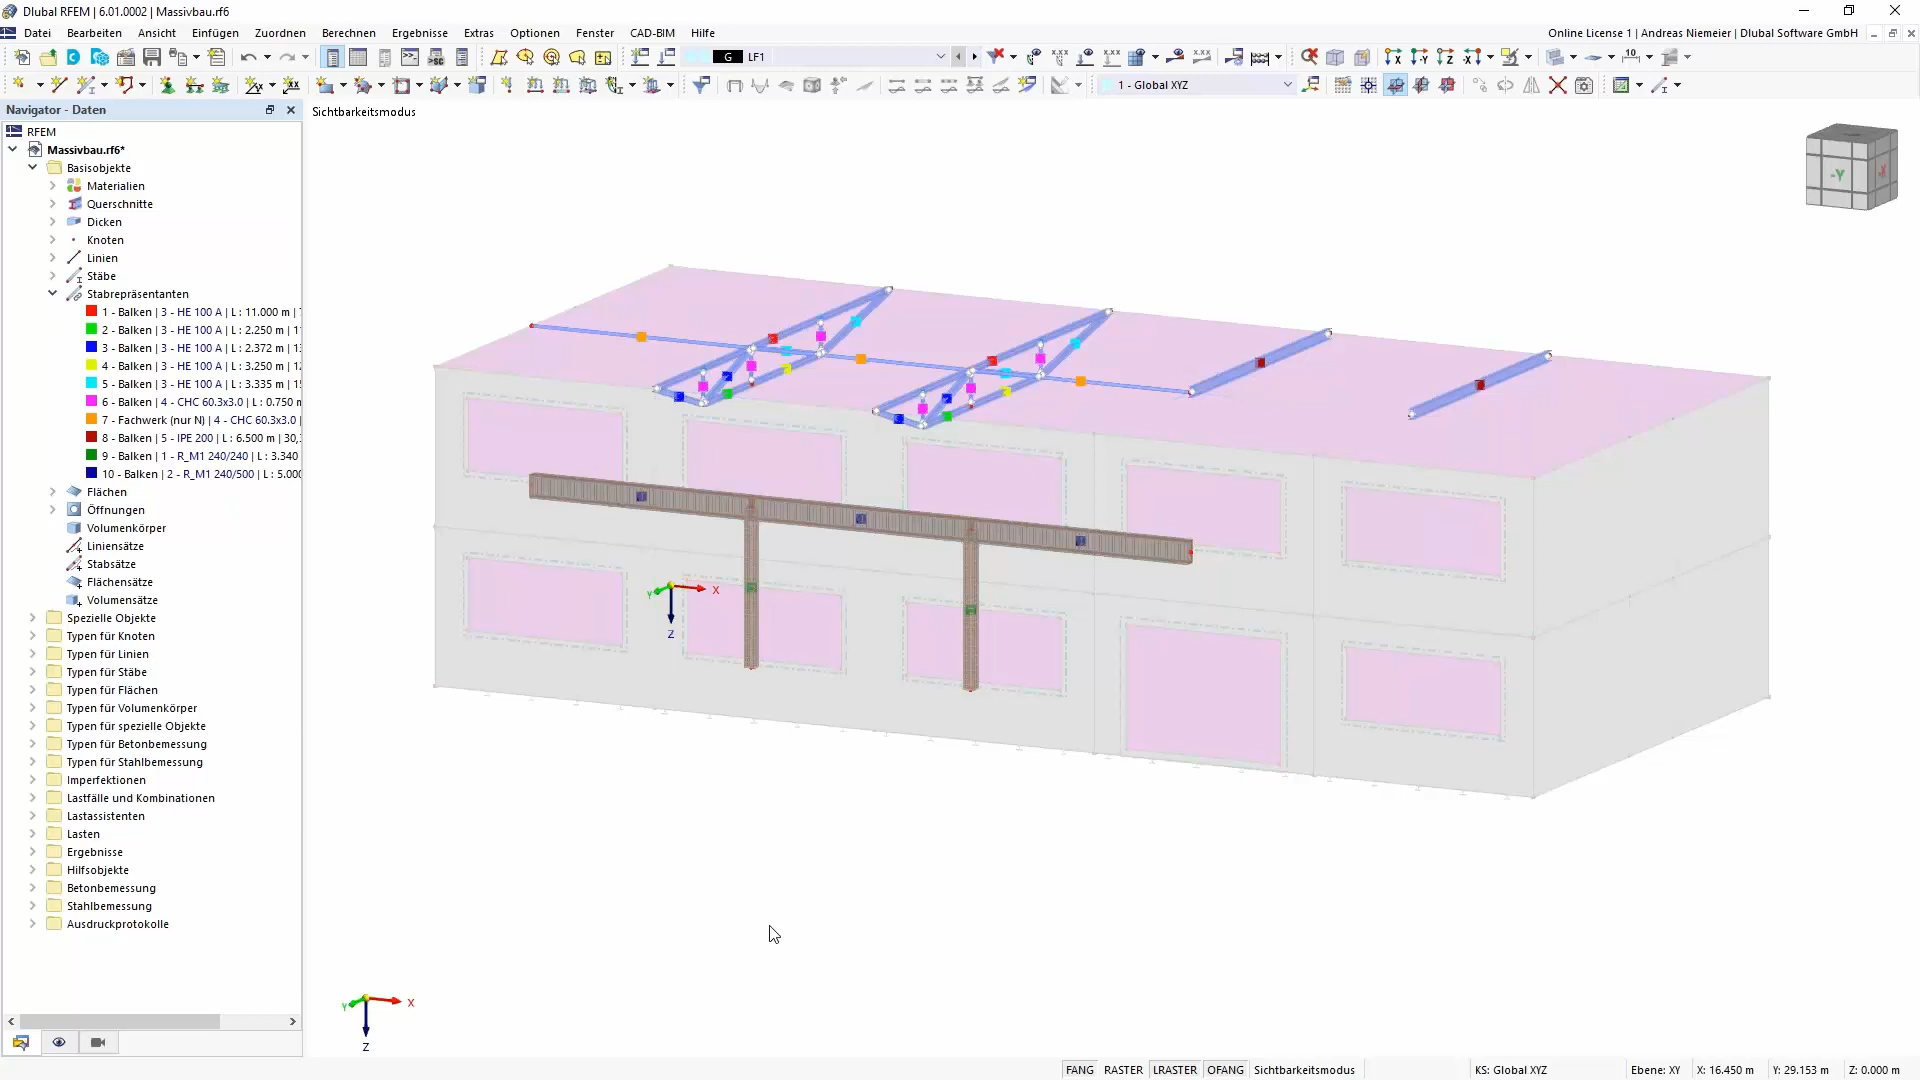 Dlubal RFEM | 6.01.0002 | Massivbau.rf6
Datei Bearbeiten Ansicht Einfügen Zuordnen Berechnen Ergebnisse Extras Optionen Fenster CAD-BIM Hilfe
Online License 1 | Andreas Niemeier | Dlubal Software GmbH
G LF1
1 - Global XYZ
Navigator - Daten
Sichtbarkeitsmodus
RFEM
Massivbau.rf6*
Basisobjekte
Materialien
Querschnitte
Dicken
Knoten
Linien
Stäbe
Stabrepräsentanten
1 - Balken | 3 - HE 100 A | L : 11.000 m |
2 - Balken | 3 - HE 100 A | L : 2.250 m |
3 - Balken | 3 - HE 100 A | L : 2.372 m |
4 - Balken | 3 - HE 100 A | L : 3.250 m |
5 - Balken | 3 - HE 100 A | L : 3.335 m |
6 - Balken | 4 - CHC 60.3x3.0 | L : 0.750 m
7 - Fachwerk (nur N) | 4 - CHC 60.3x3.0 |
8 - Balken | 5 - IPE 200 | L : 6.500 m | 30,
9 - Balken | 1 - R_M1 240/240 | L : 3.340
10 - Balken | 2 - R_M1 240/500 | L : 5.000
Flächen
Öffnungen
Volumenkörper
Liniensätze
Stabsätze
Flächensätze
Volumensätze
Spezielle Objekte
Typen für Knoten
Typen für Linien
Typen für Stäbe
Typen für Flächen
Typen für Volumenkörper
Typen für spezielle Objekte
Typen für Betonbemessung
Typen für Stahlbemessung
Imperfektionen
Lastfälle und Kombinationen
Lastassistenten
Lasten
Ergebnisse
Hilfsobjekte
Betonbemessung
Stahlbemessung
Ausdruckprotokolle
-Y -X
Y X Z
Y X Z
FANG RASTER LRASTER OFANG Sichtbarkeitsmodus KS: Global XYZ Ebene: XY X: 16.450 m Y: 29.153 m Z: 0.000 m